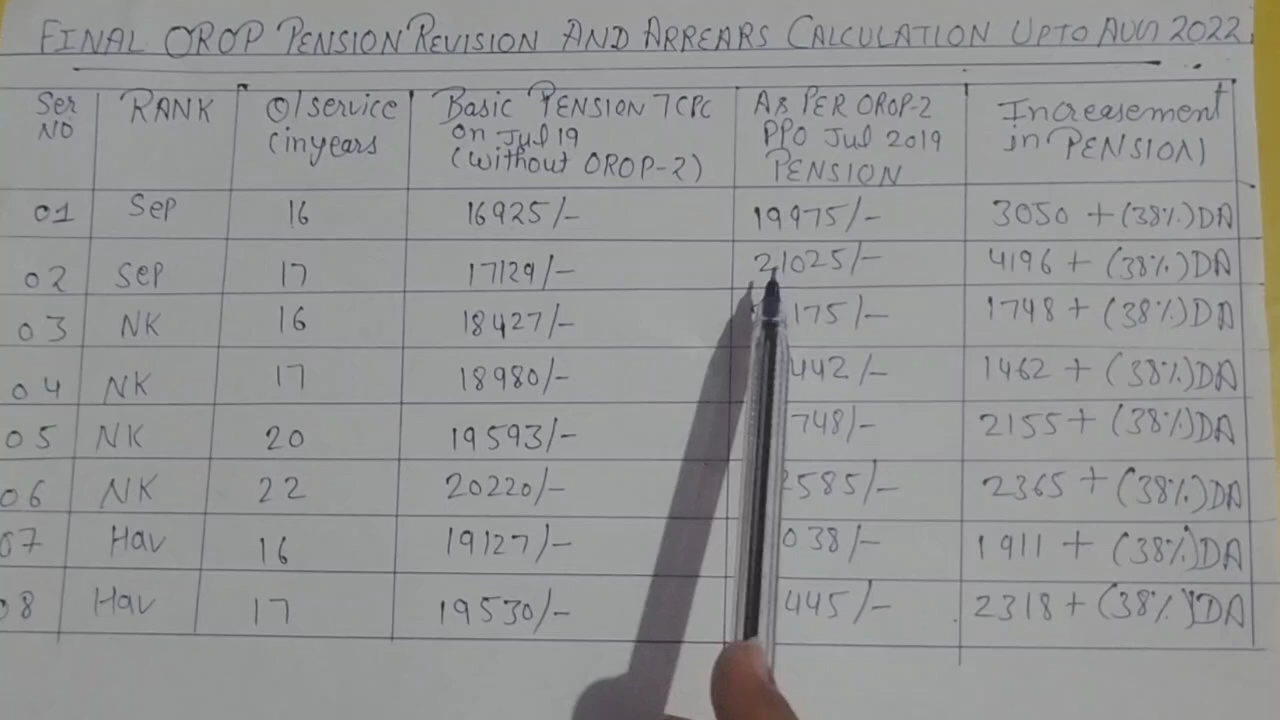 FINAL OROP PENSION REVISION AND ARREARS CALCULATION UPTO AUG 2022
Ser NO RANK Q/service (in years Basic PENSION 7CPC on Jul 19 (without OROP-2) AS PER OROP-2 PPO Jul 2019 PENSION Increasement in PENSION)
01 Sep 16 16925/- 19975/- 3050 + (38%)DA
02 Sep 17 17129/- 21025/- 4196 + (38%)DA
03 NK 16 18427/- 175/- 1748 + (38%)DA
04 NK 17 18980/- 442/- 1462 + (38%)DA
05 NK 20 19593/- 748/- 2155 + (38%)DA
06 NK 22 20220/- 585/- 2365 + (38%)DA
07 Hav 16 19127/- 038/- 1911 + (38%)DA
08 Hav 17 19530/- 445/- 2318 + (38%)DA